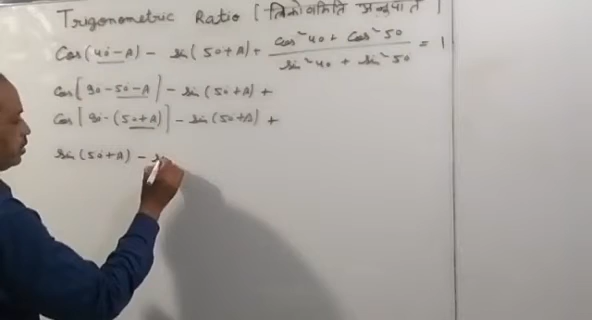 Trigonometric Ratio [ त्रिकोणमिति अनुपात ]
Cos(40-A) - sin(50+A) + cos²40 + cos²50 / sin²40 + sin²50 = 1
Cos[90-50-A] - sin(50+A) +
Cos[90-(50+A)] - sin(50+A) +
sin(50+A) - s